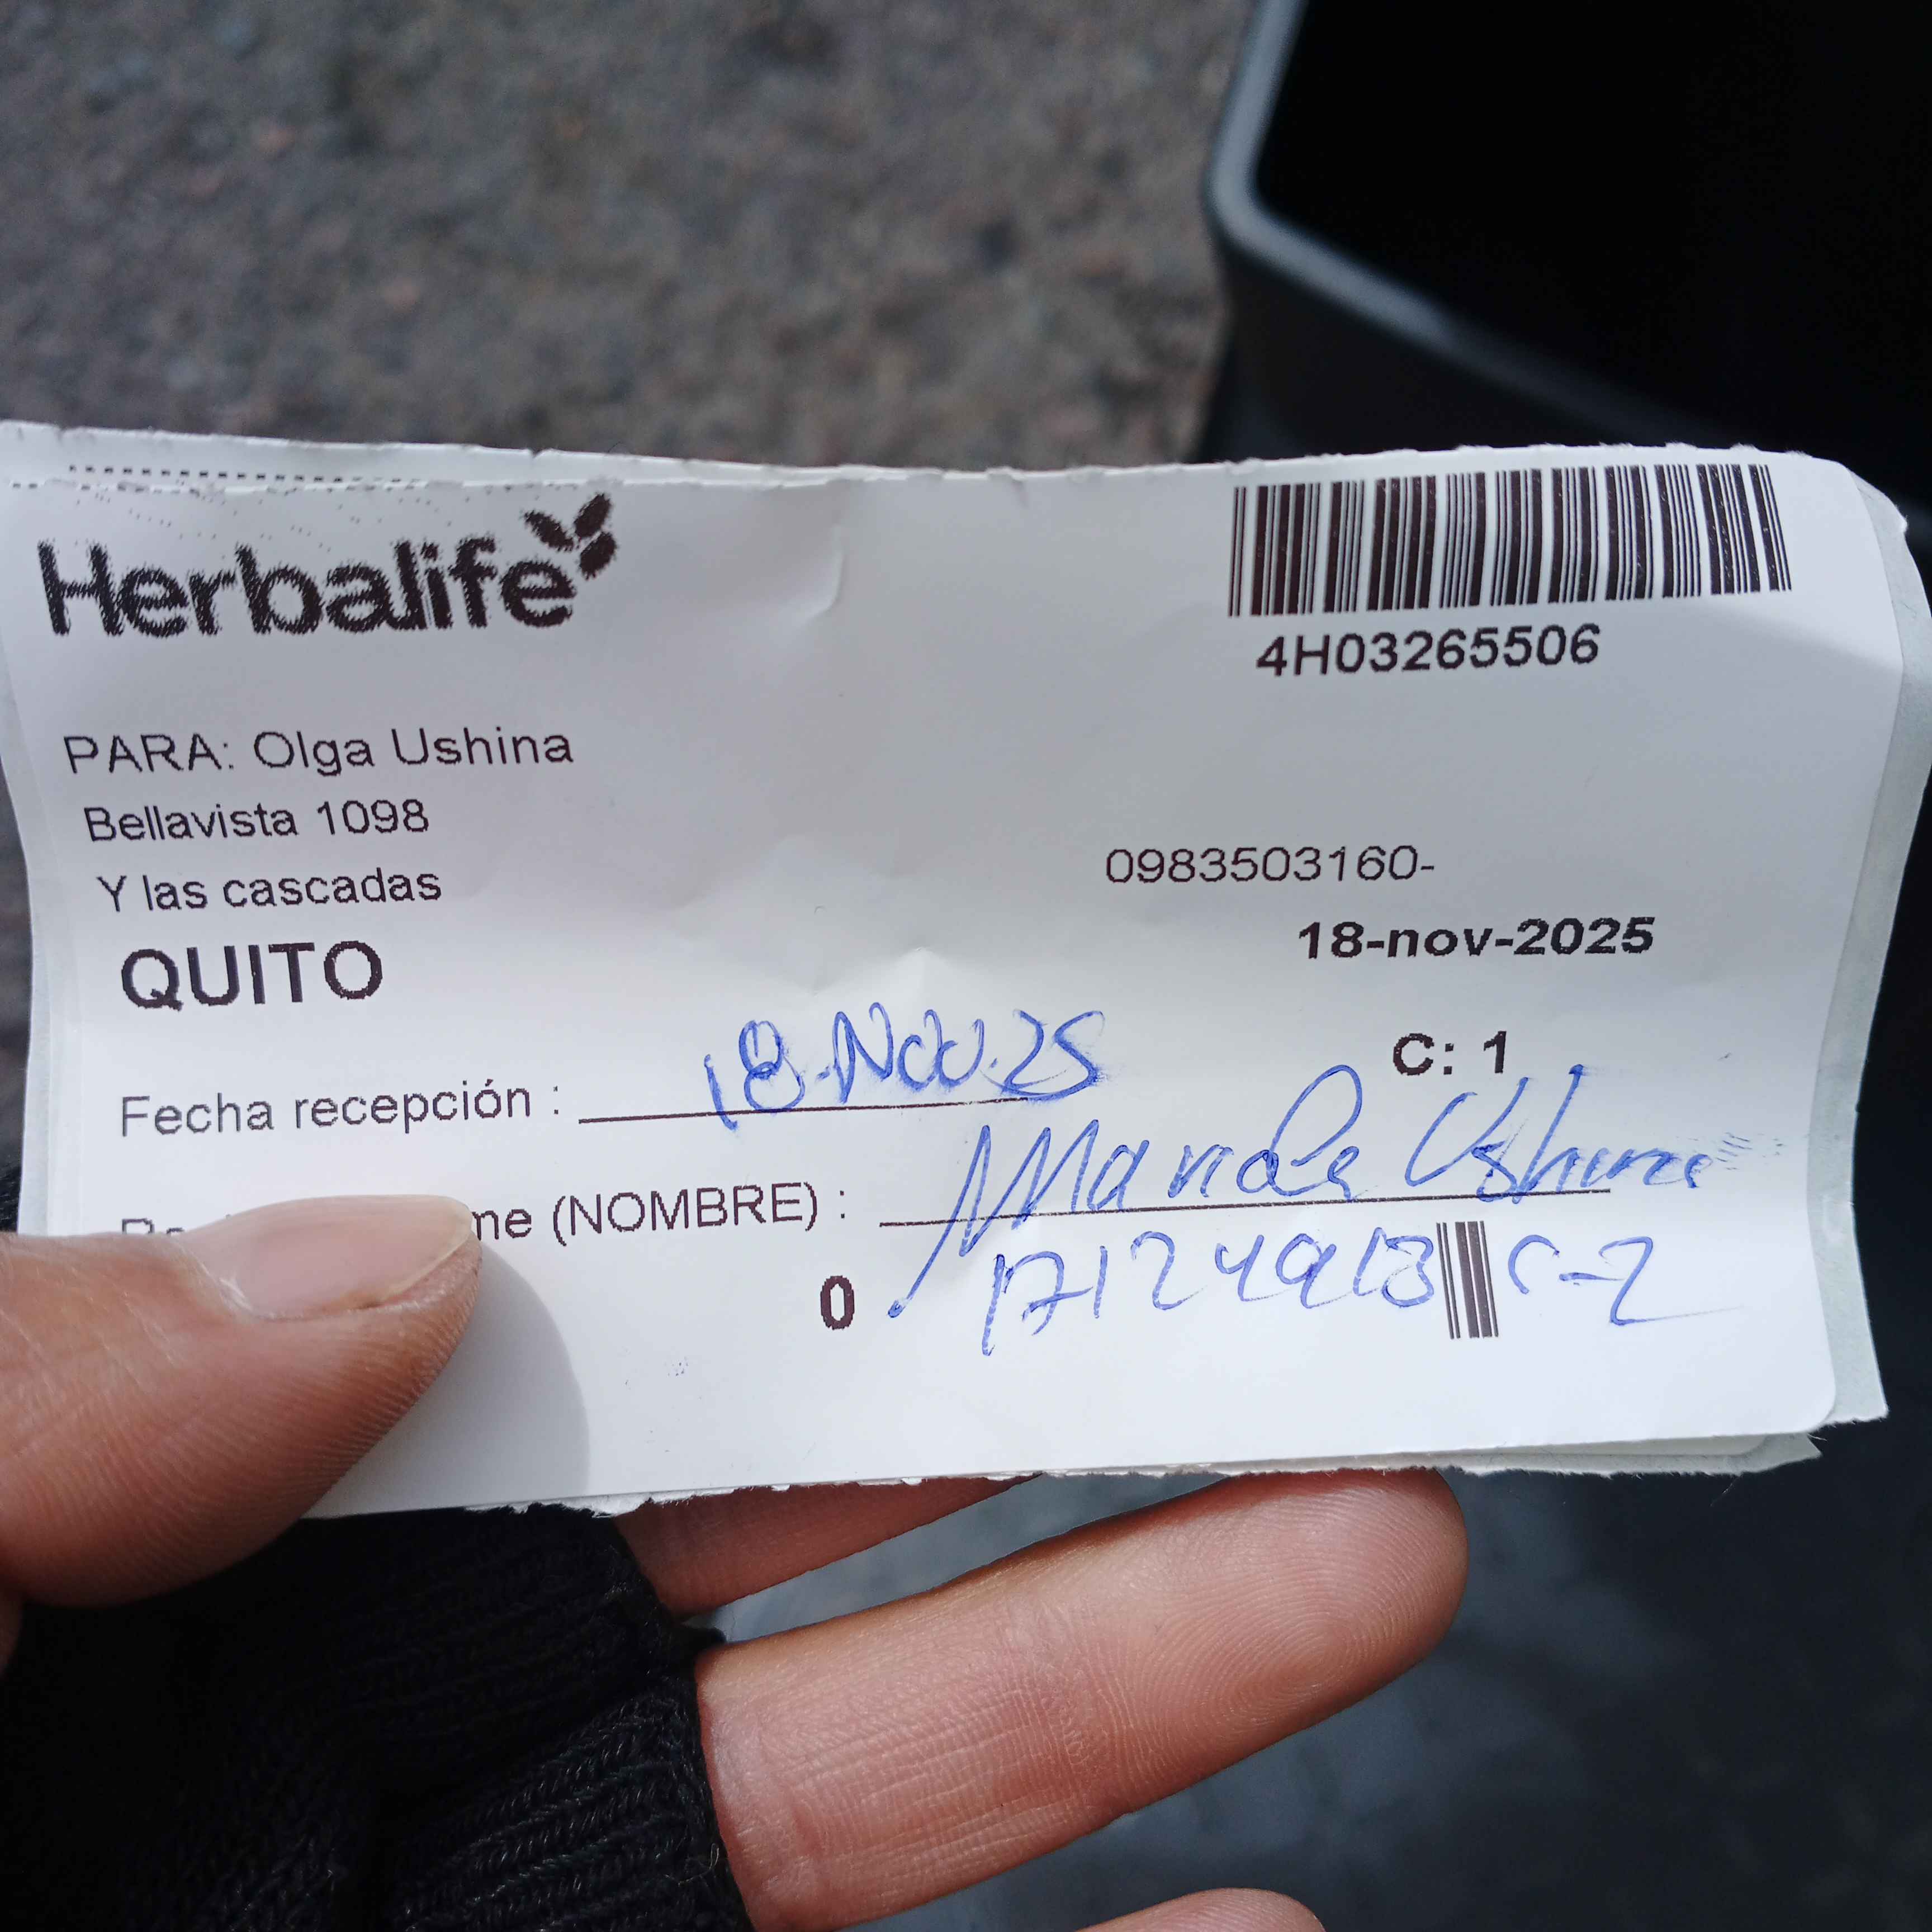 Herbalife
4H03265506
PARA: Olga Ushina
Bellavista 1098
Y las cascadas
0983503160-
QUITO
18-nov-2025
C: 1
Fecha recepción : 18.Nov.25
me (NOMBRE) : Ushina
0